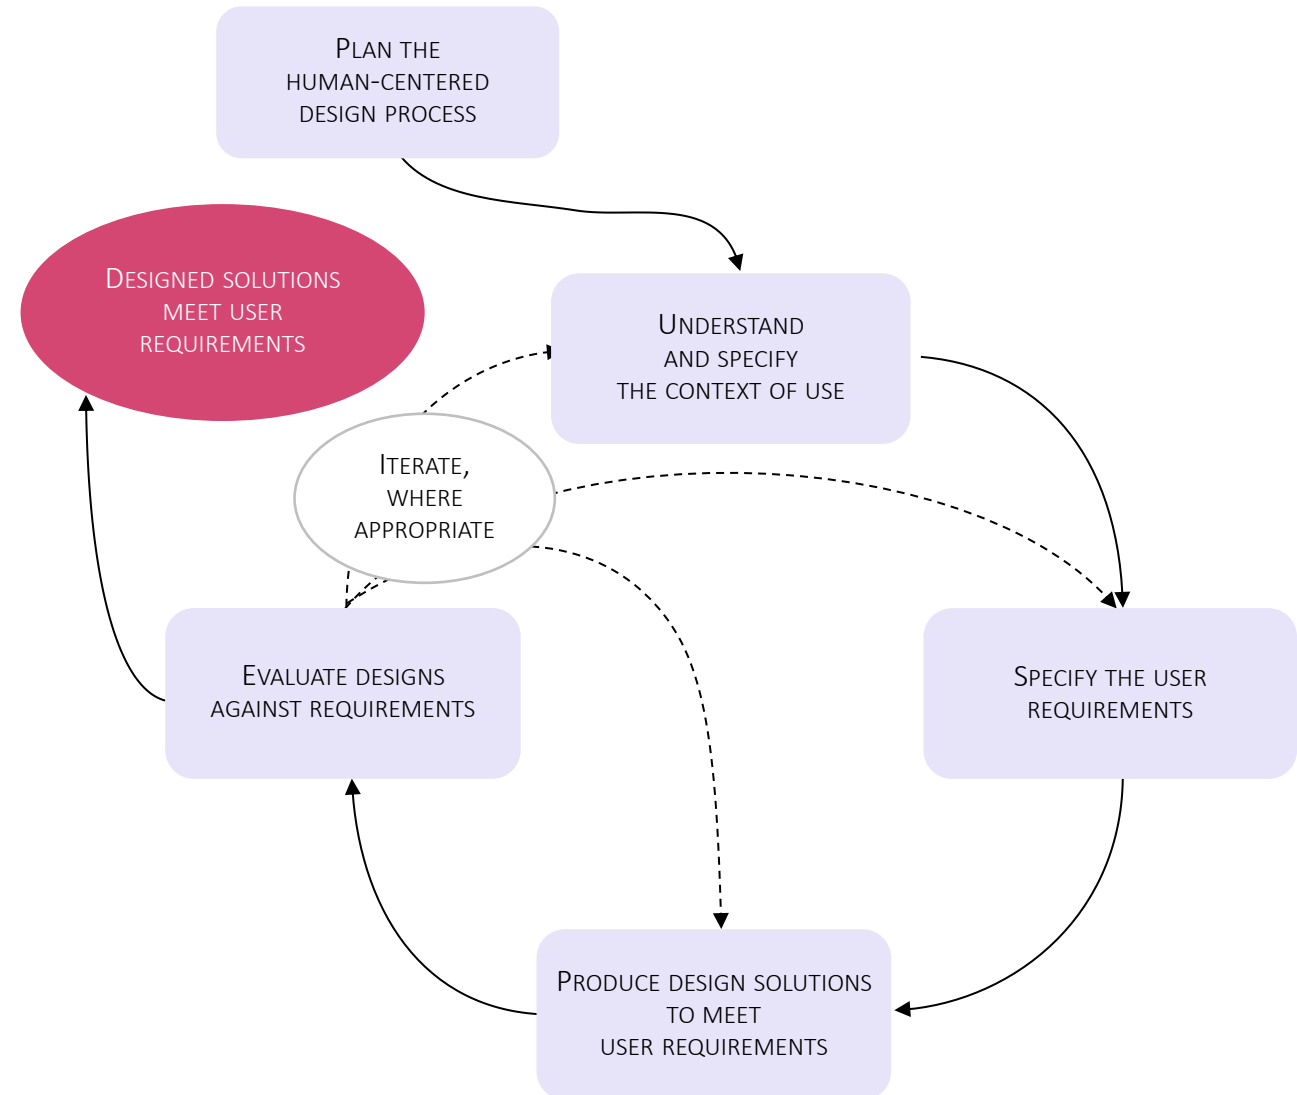 Plan the
human-centered
design process
Designed solutions
meet user
requirements
Understand
and specify
the context of use
Iterate,
where
appropriate
Evaluate designs
against requirements
Specify the user
requirements
Produce design solutions
to meet
user requirements